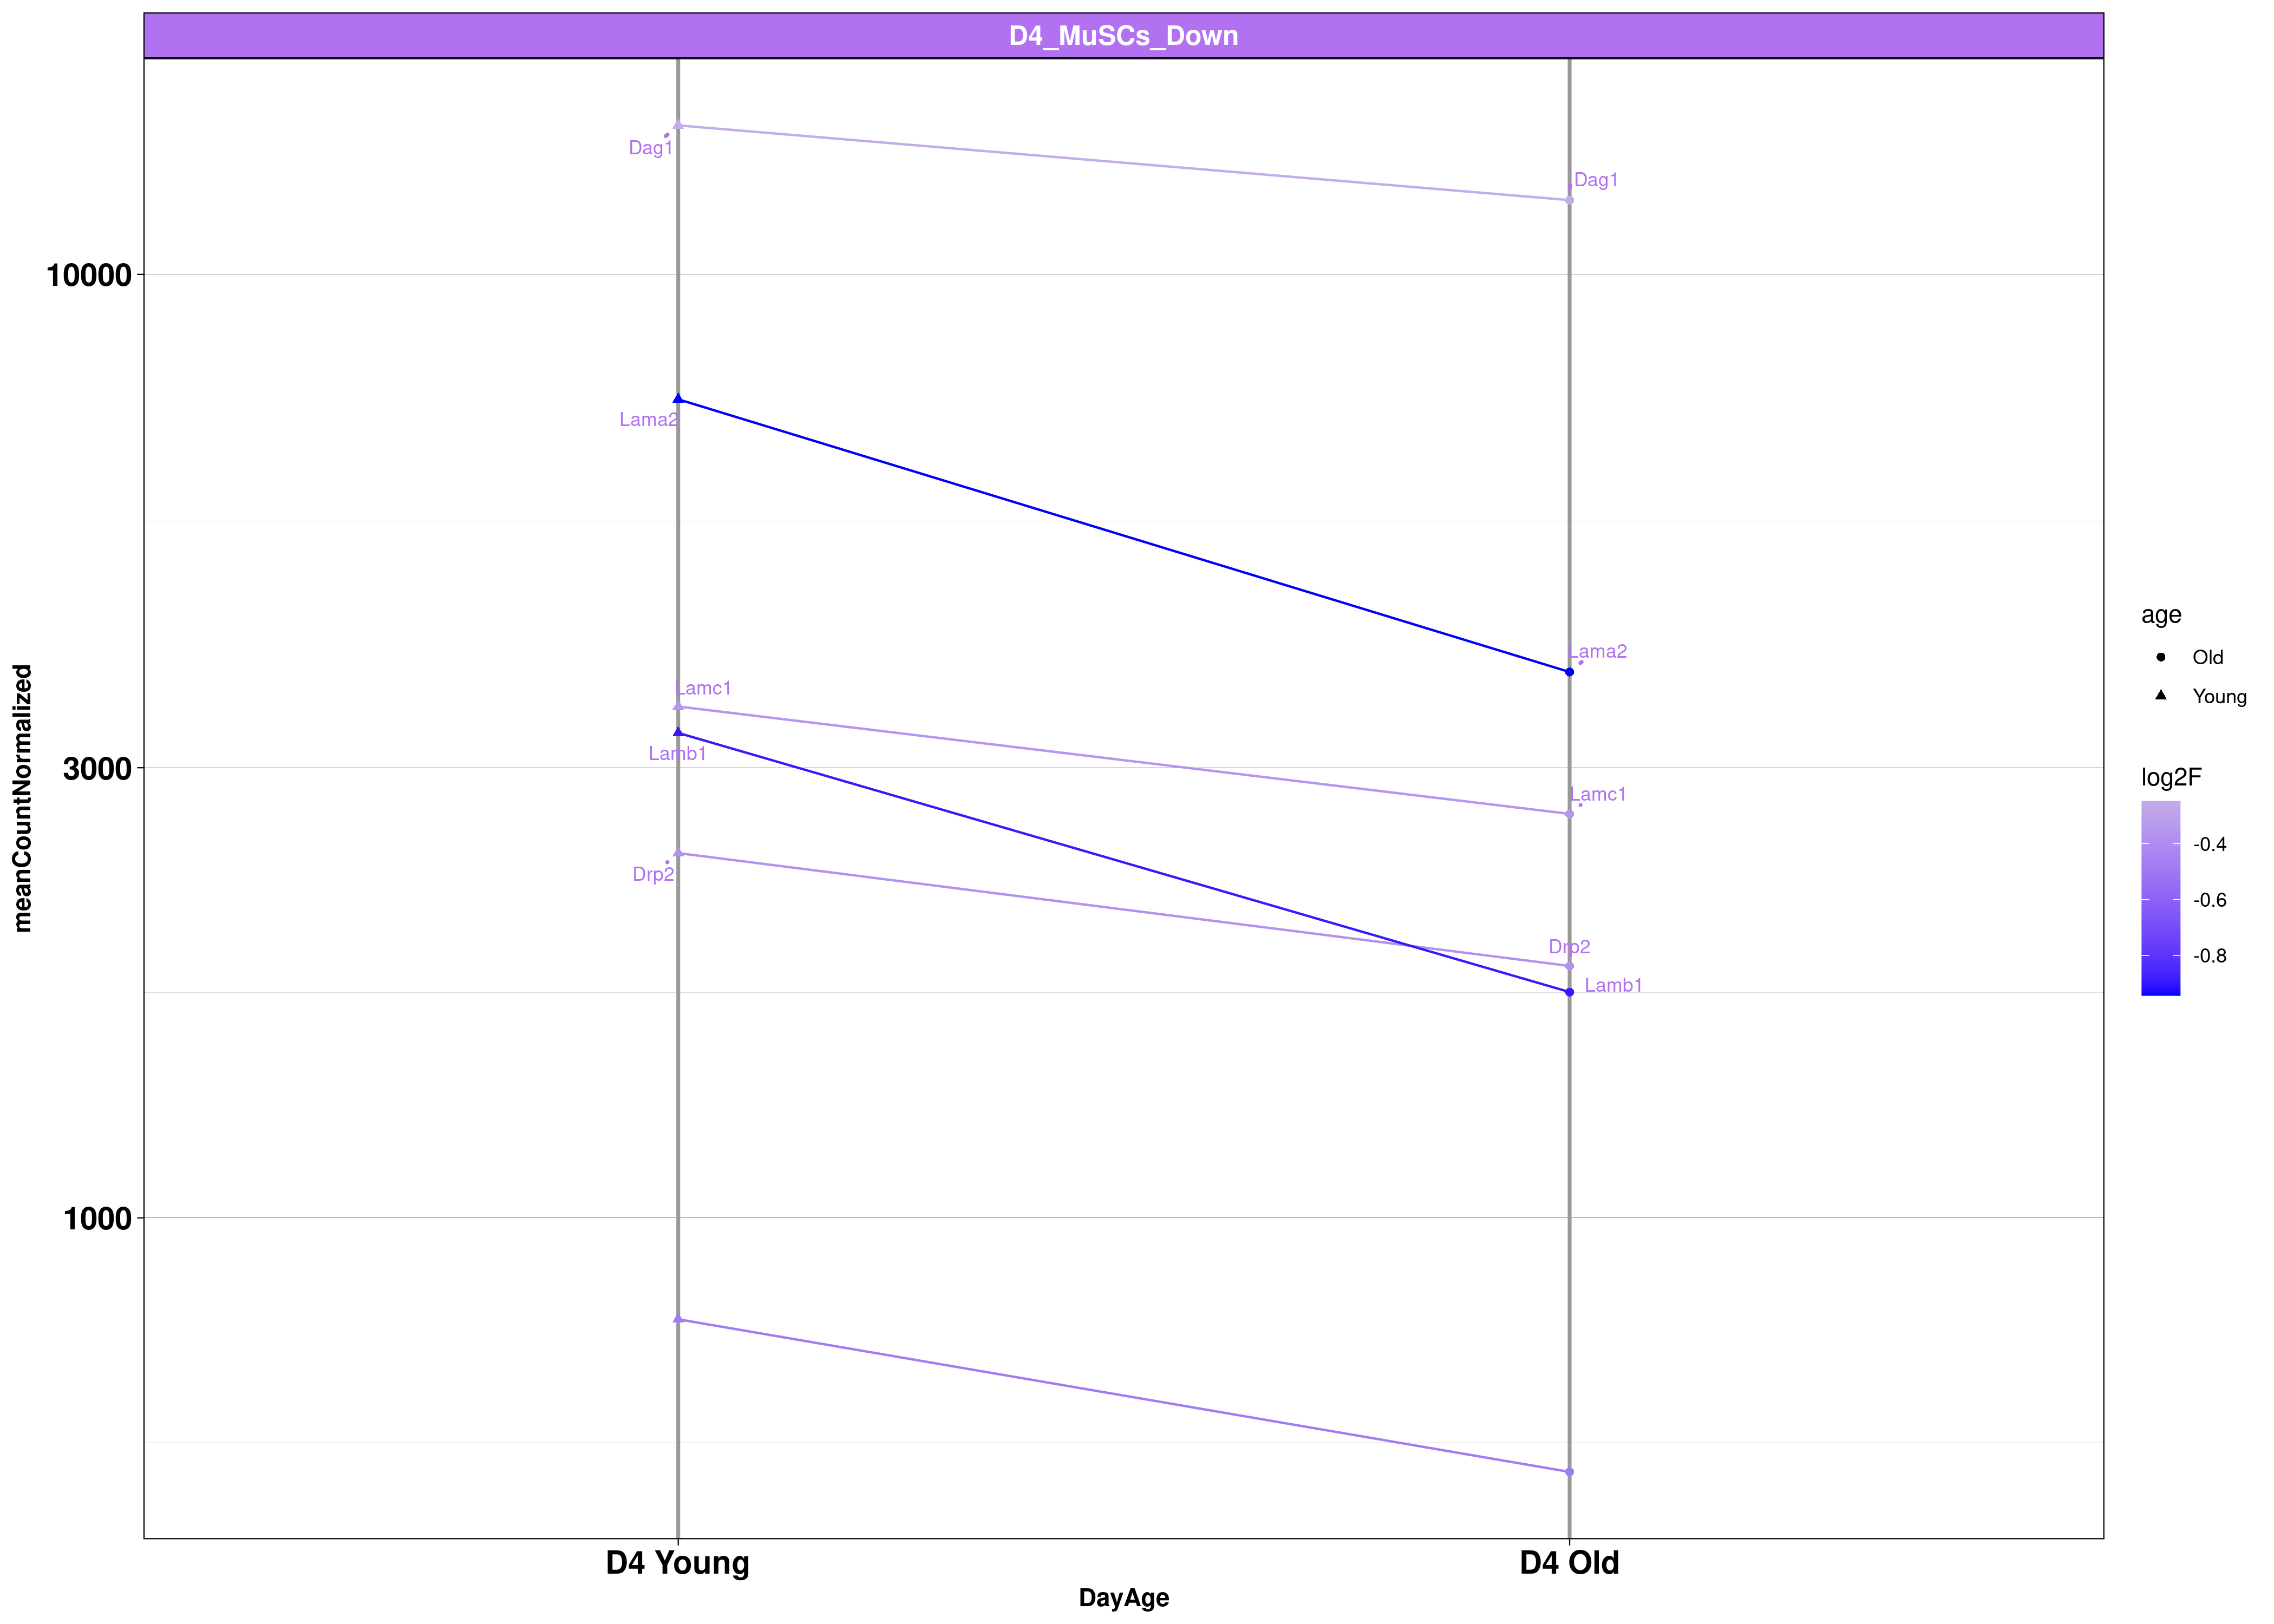 D4_MuSCs_Down
Dag1
Dag1
10000
Lama2
Lama2
Lamc1
Lamb1
3000
Lamc1
Drp2
Drp2
Lamb1
1000
meanCountNormalized
D4 Young
D4 Old
DayAge
age
Old
Young
log2F
-0.4
-0.6
-0.8